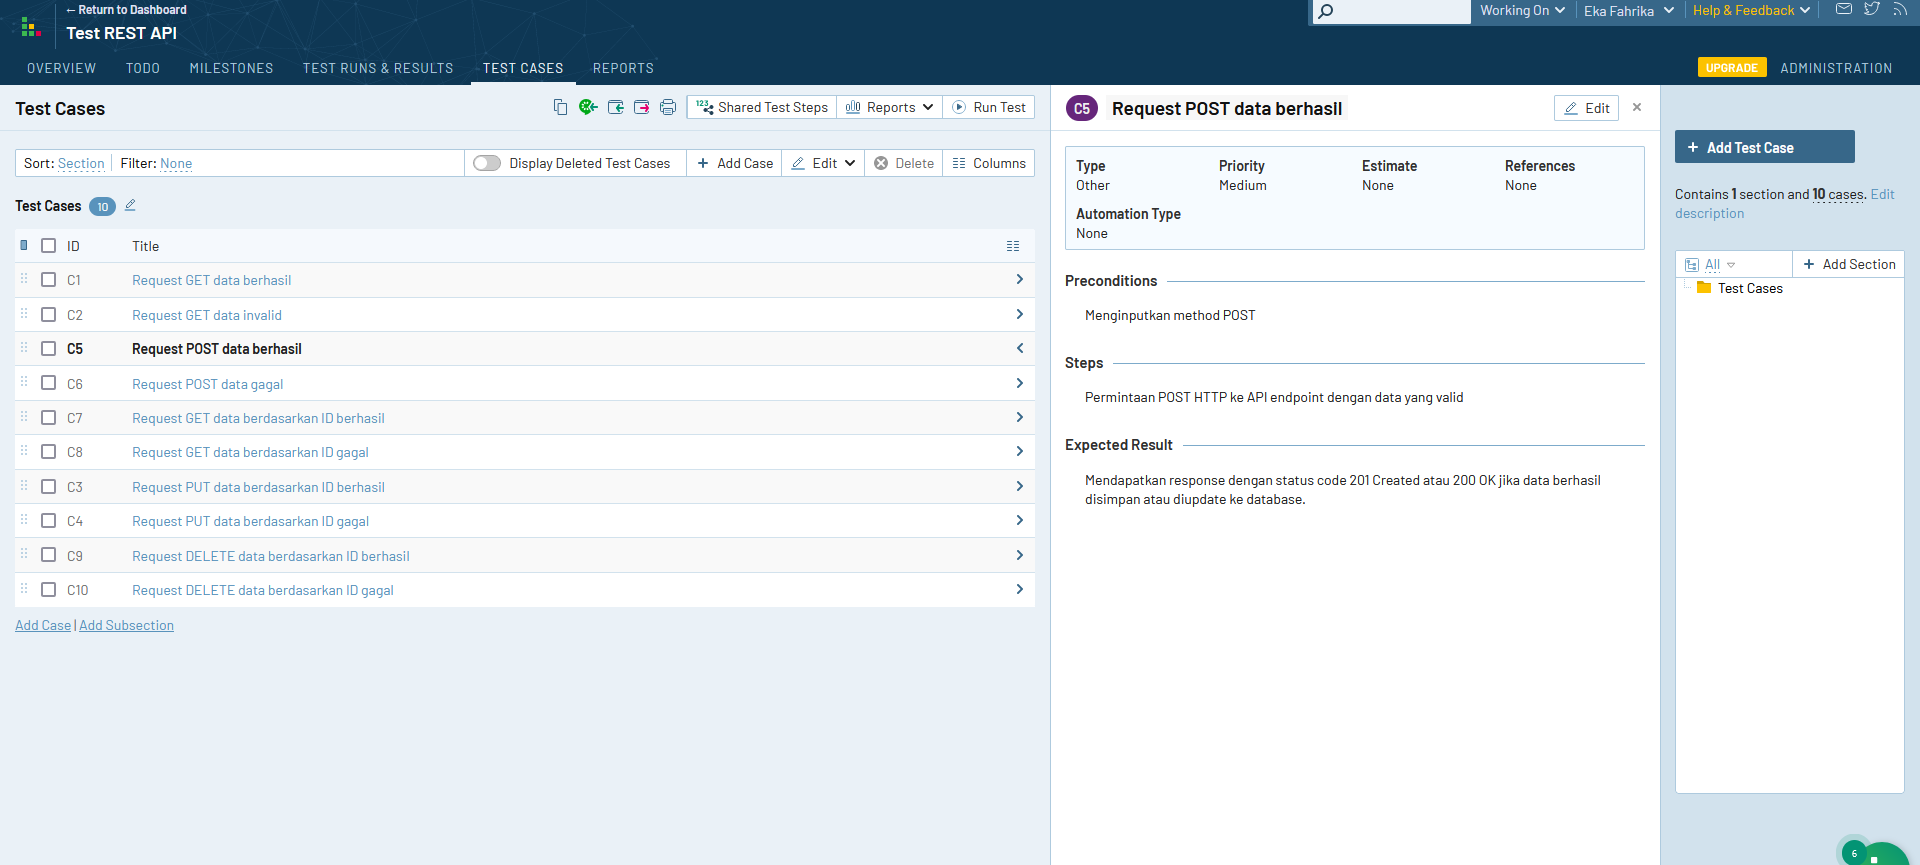 ← Return to Dashboard
Test REST API
Working On
Eka Fahrika
Help & Feedback
OVERVIEW
TODO
MILESTONES
TEST RUNS & RESULTS
TEST CASES
REPORTS
UPGRADE
ADMINISTRATION
Test Cases
123
Shared Test Steps
Reports
Run Test
Sort: Section
Filter: None
Display Deleted Test Cases
+ Add Case
Edit
Delete
Columns
Test Cases 10
ID Title
C1 Request GET data berhasil
C2 Request GET data invalid
C5 Request POST data berhasil
C6 Request POST data gagal
C7 Request GET data berdasarkan ID berhasil
C8 Request GET data berdasarkan ID gagal
C3 Request PUT data berdasarkan ID berhasil
C4 Request PUT data berdasarkan ID gagal
C9 Request DELETE data berdasarkan ID berhasil
C10 Request DELETE data berdasarkan ID gagal
Add Case | Add Subsection
C5 Request POST data berhasil
Edit
×
Type
Other
Priority
Medium
Estimate
None
References
None
Automation Type
None
Preconditions
Menginputkan method POST
Steps
Permintaan POST HTTP ke API endpoint dengan data yang valid
Expected Result
Mendapatkan response dengan status code 201 Created atau 200 OK jika data berhasil
disimpan atau diupdate ke database.
+ Add Test Case
Contains 1 section and 10 cases. Edit
description
All
+ Add Section
Test Cases
6